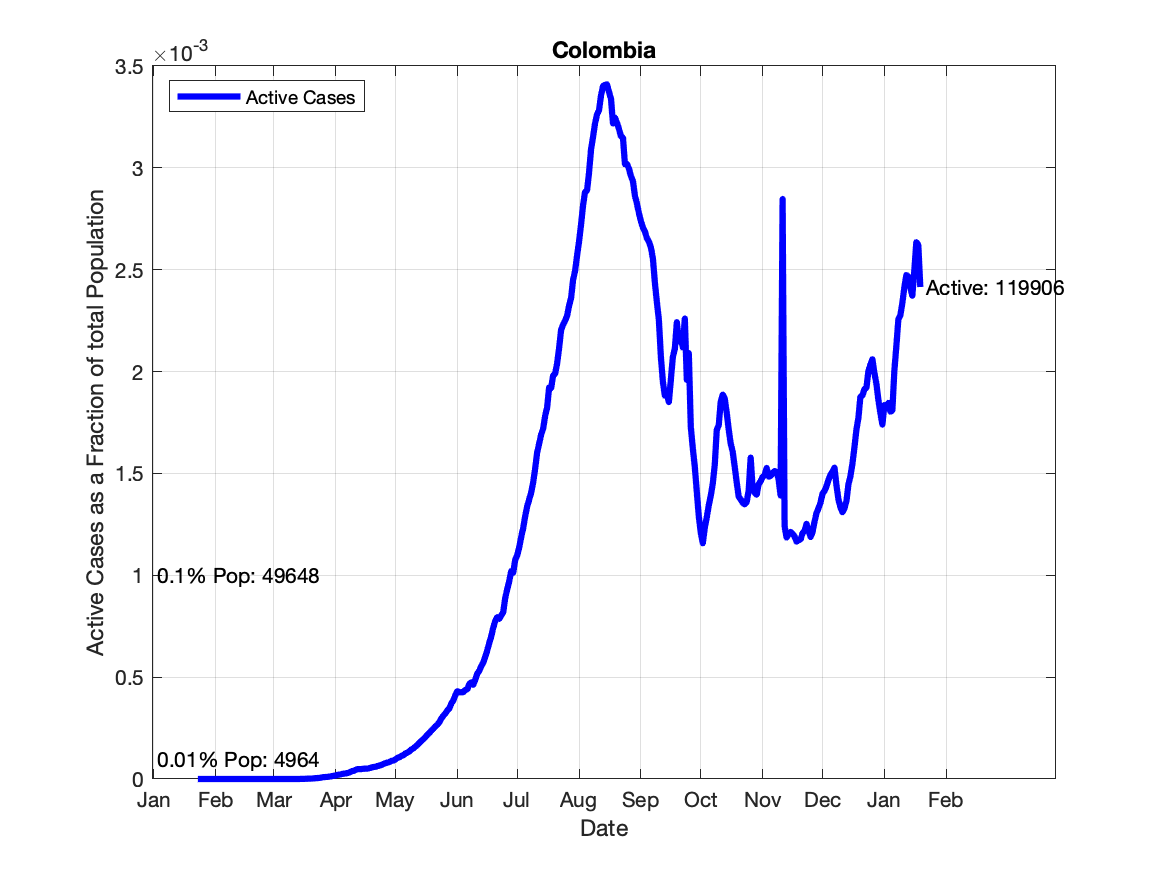 Colombia
×10-3
Active Cases
3.5
3
2.5
2
1.5
1
0.5
0
Active Cases as a Fraction of total Population
Active: 119906
0.1% Pop: 49648
0.01% Pop: 4964
Jan Feb Mar Apr May Jun Jul Aug Sep Oct Nov Dec Jan Feb
Date